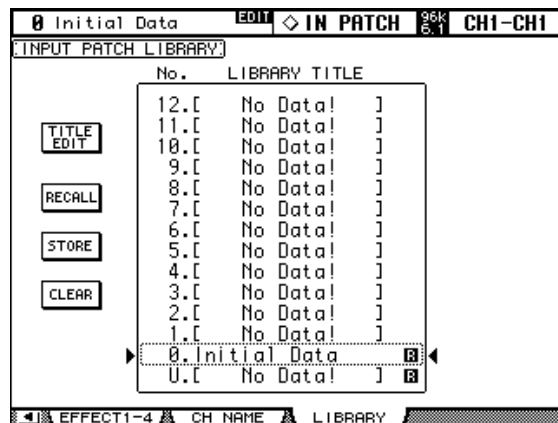 0 Initial Data EDIT ◇ IN PATCH 96k 6.1 CH1-CH1
INPUT PATCH LIBRARY
No. LIBRARY TITLE
12.[ No Data! ]
TITLE EDIT
11.[ No Data! ]
10.[ No Data! ]
9.[ No Data! ]
8.[ No Data! ]
RECALL
7.[ No Data! ]
6.[ No Data! ]
STORE
5.[ No Data! ]
4.[ No Data! ]
CLEAR
3.[ No Data! ]
2.[ No Data! ]
1.[ No Data! ]
0.Initial Data R
U.[ No Data! ] R
EFFECT1-4 CH NAME LIBRARY